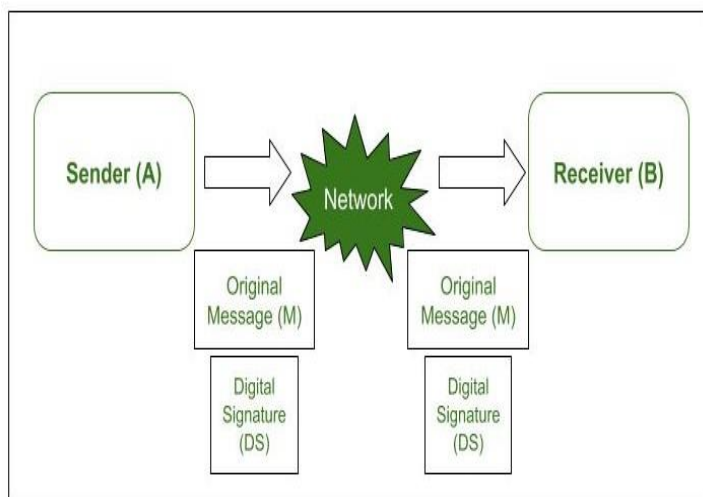 Sender (A)
Network
Receiver (B)
Original
Message (M)
Digital
Signature
(DS)
Original
Message (M)
Digital
Signature
(DS)